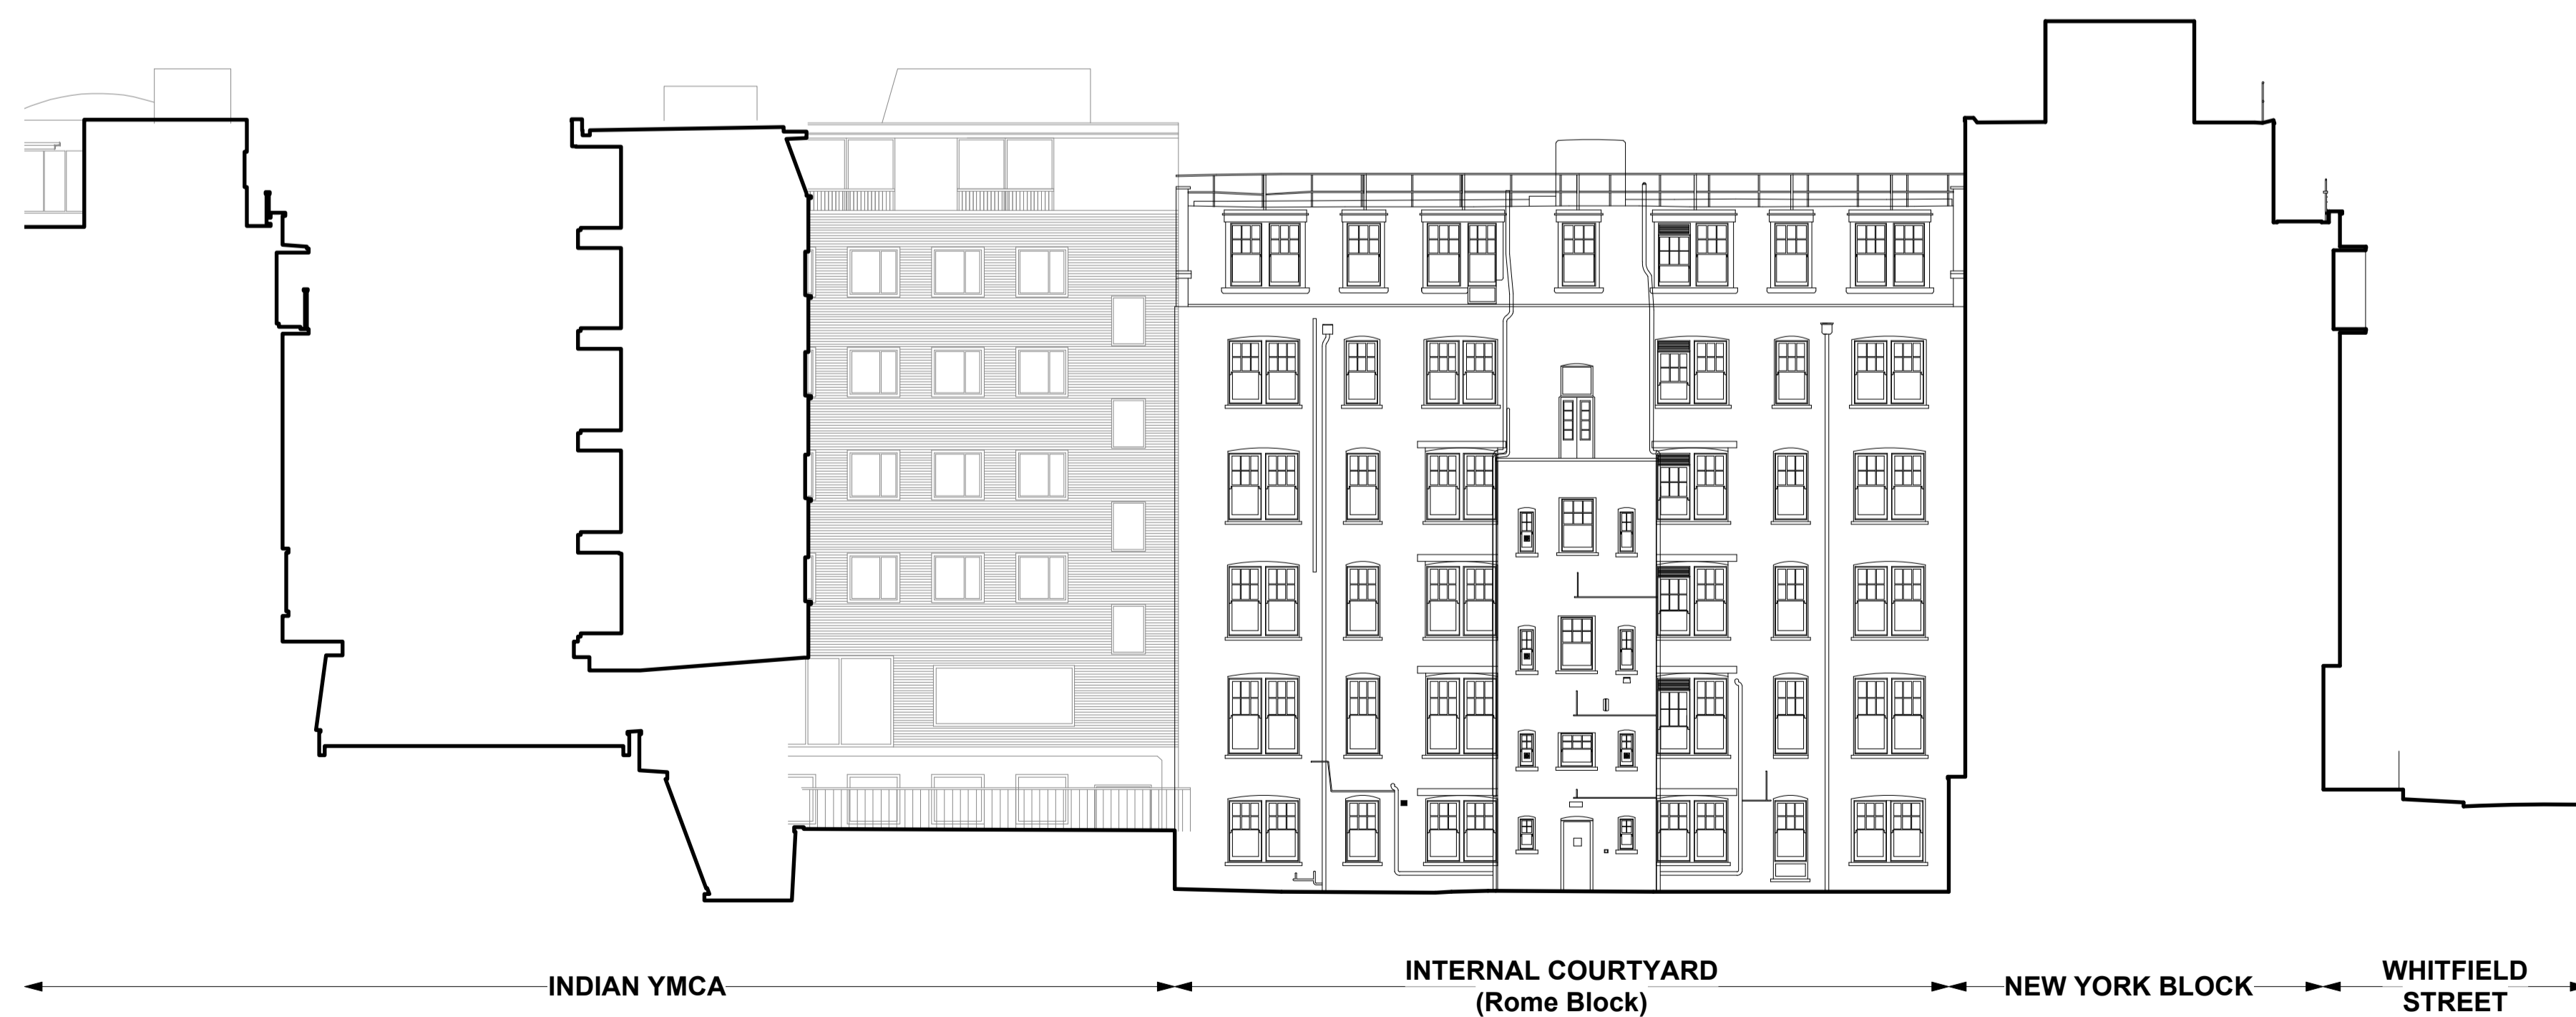 INDIAN YMCA
INTERNAL COURTYARD
(Rome Block)
NEW YORK BLOCK
WHITFIELD
STREET